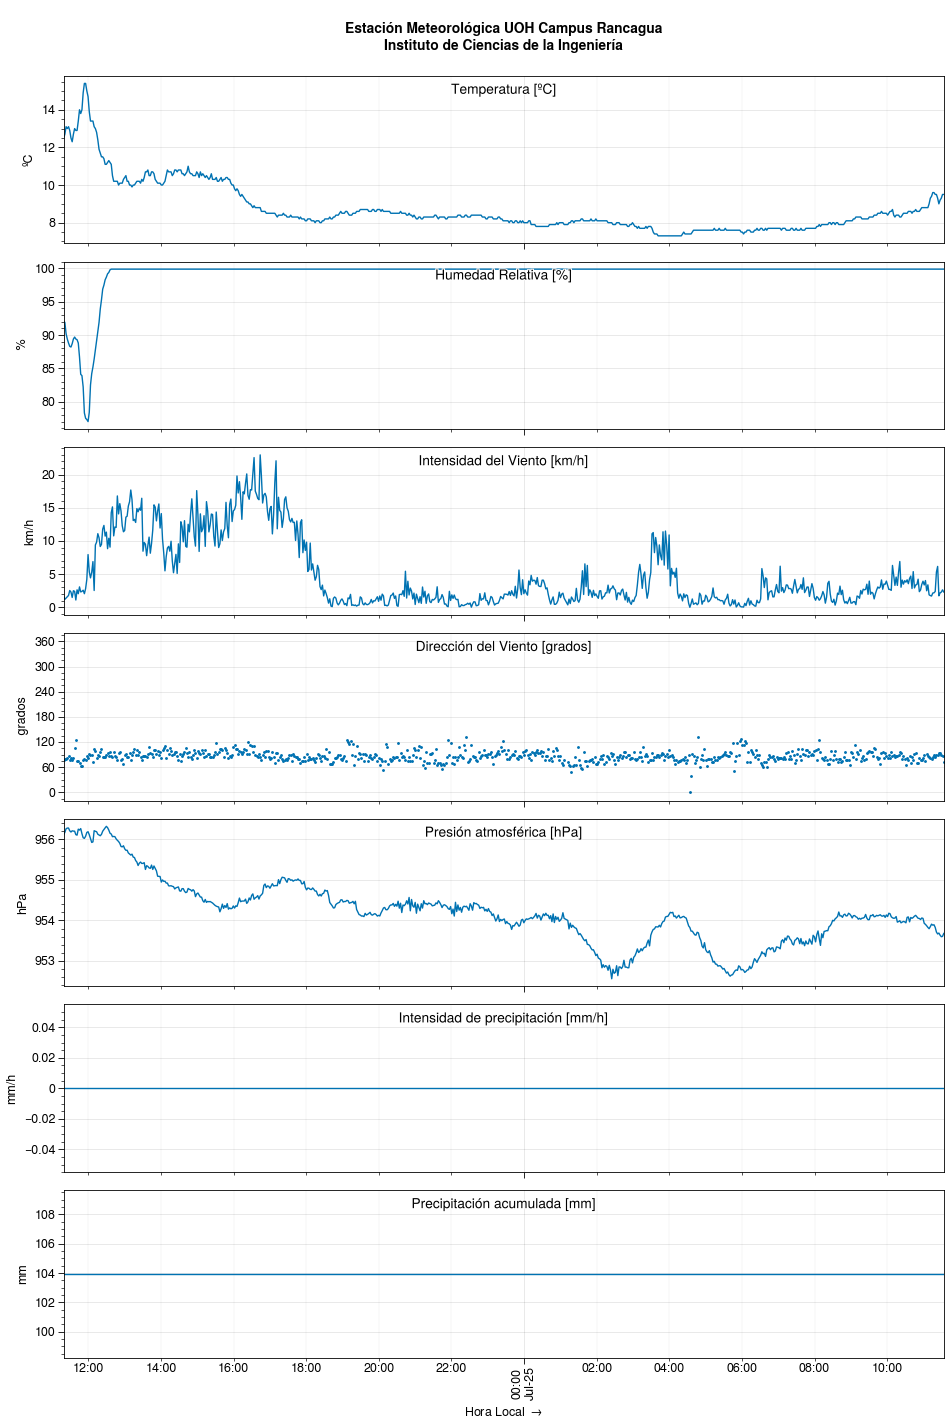 Estación Meteorológica UOH Campus Rancagua
Instituto de Ciencias de la Ingeniería
Temperatura [ºC]
14
12
10
8
ºC
Humedad Relativa [%]
100
95
90
85
80
%
Intensidad del Viento [km/h]
20
15
10
5
0
km/h
Dirección del Viento [grados]
360
300
240
180
120
60
0
grados
Presión atmosférica [hPa]
956
955
954
953
hPa
Intensidad de precipitación [mm/h]
0.04
0.02
0
−0.02
−0.04
mm/h
Precipitación acumulada [mm]
108
106
104
102
100
mm
12:00 14:00 16:00 18:00 20:00 22:00 00:00 02:00 04:00 06:00 08:00 10:00
Jul-25
Hora Local →